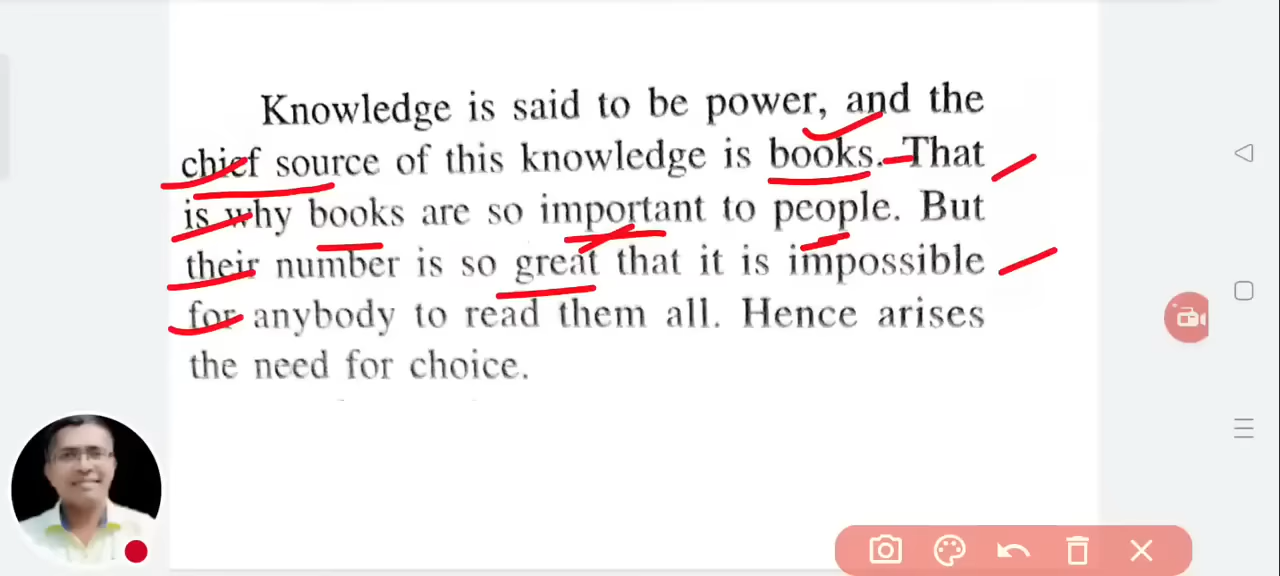 Knowledge is said to be power, and the
chief source of this knowledge is books. That
is why books are so important to people. But
their number is so great that it is impossible
for anybody to read them all. Hence arises
the need for choice.